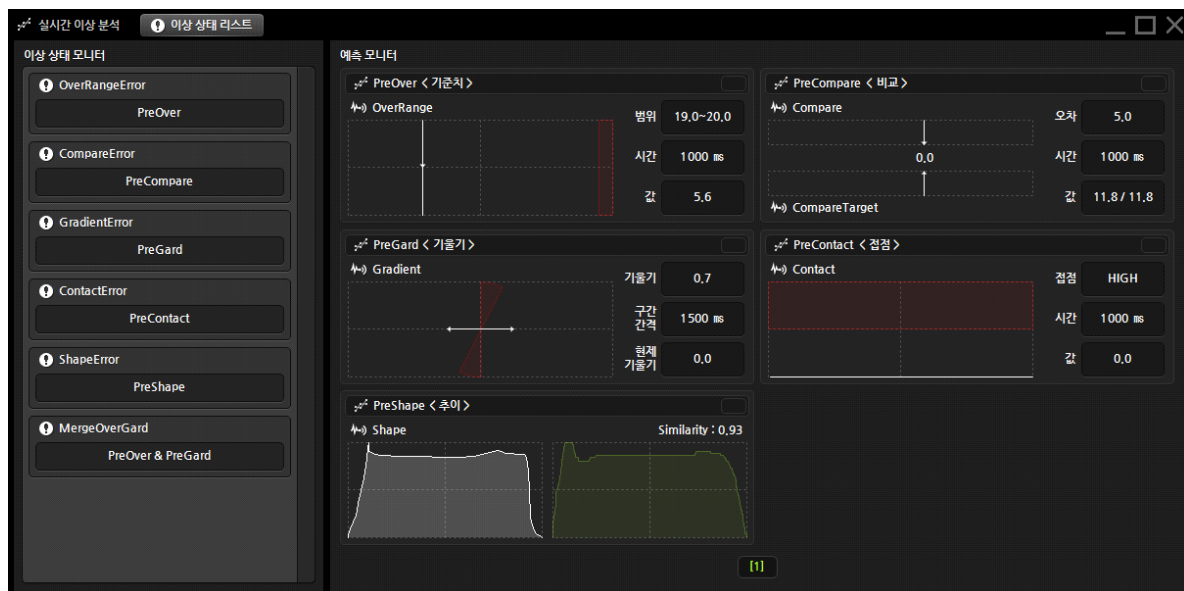 실시간 이상 분석
이상 상태 리스트
이상 상태 모니터
OverRangeError
PreOver
CompareError
PreCompare
GradientError
PreGard
ContactError
PreContact
ShapeError
PreShape
MergeOverGard
PreOver & PreGard
예측 모니터
PreOver < 기준치 >
OverRange
범위 19.0~20.0
시간 1000 ms
값 5.6
PreCompare < 비교 >
Compare
오차 5.0
0.0
시간 1000 ms
값 11.8 / 11.8
CompareTarget
PreGard < 기울기 >
Gradient
기울기 0.7
구간
간격
1500 ms
현제
기울기
0.0
PreContact < 접점 >
Contact
접점 HIGH
시간 1000 ms
값 0.0
PreShape < 추이 >
Shape
Similarity : 0.93
[1]